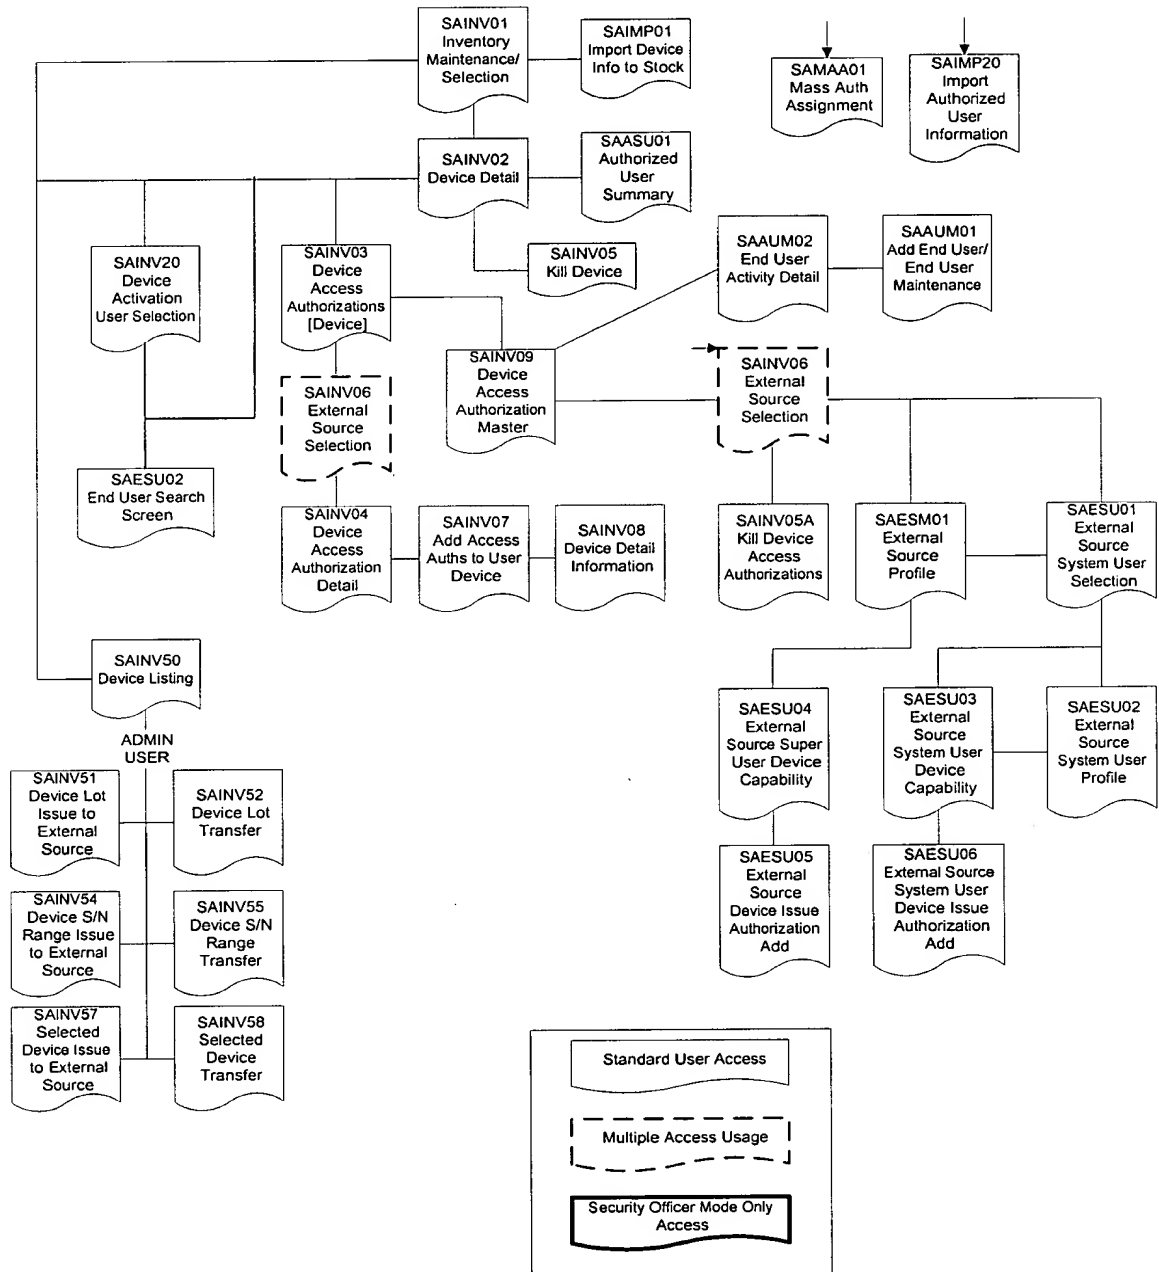 SAINV01
Inventory
Maintenance/
Selection
SAIMP01
Import Device
Info to Stock
SAMAA01
Mass Auth
Assignment
SAIMP20
Import
Authorized
User
Information
SAINV02
Device Detail
SAASU01
Authorized
User
Summary
SAINV20
Device
Activation
User Selection
SAINV03
Device
Access
Authorizations
[Device]
SAINV05
Kill Device
SAAUM02
End User
Activity Detail
SAAUM01
Add End User/
End User
Maintenance
SAINV06
External
Source
Selection
SAINV09
Device
Access
Authorization
Master
SAINV06
External
Source
Selection
SAESU02
End User Search
Screen
SAINV04
Device
Access
Authorization
Detail
SAINV07
Add Access
Auths to User
Device
SAINV08
Device Detail
Information
SAINV05A
Kill Device
Access
Authorizations
SAESM01
External
Source
Profile
SAESU01
External
Source
System User
Selection
SAINV50
Device Listing
ADMIN
USER
SAESU04
External
Source Super
User Device
Capability
SAESU03
External
Source
System User
Device
Capability
SAESU02
External
Source
System User
Profile
SAINV51
Device Lot
Issue to
External
Source
SAINV52
Device Lot
Transfer
SAESU05
External
Source
Device Issue
Authorization
Add
SAESU06
External Source
System User
Device Issue
Authorization
Add
SAINV54
Device S/N
Range Issue
to External
Source
SAINV55
Device S/N
Range
Transfer
SAINV57
Selected
Device Issue
to External
Source
SAINV58
Selected
Device
Transfer
Standard User Access
Multiple Access Usage
Security Officer Mode Only
Access